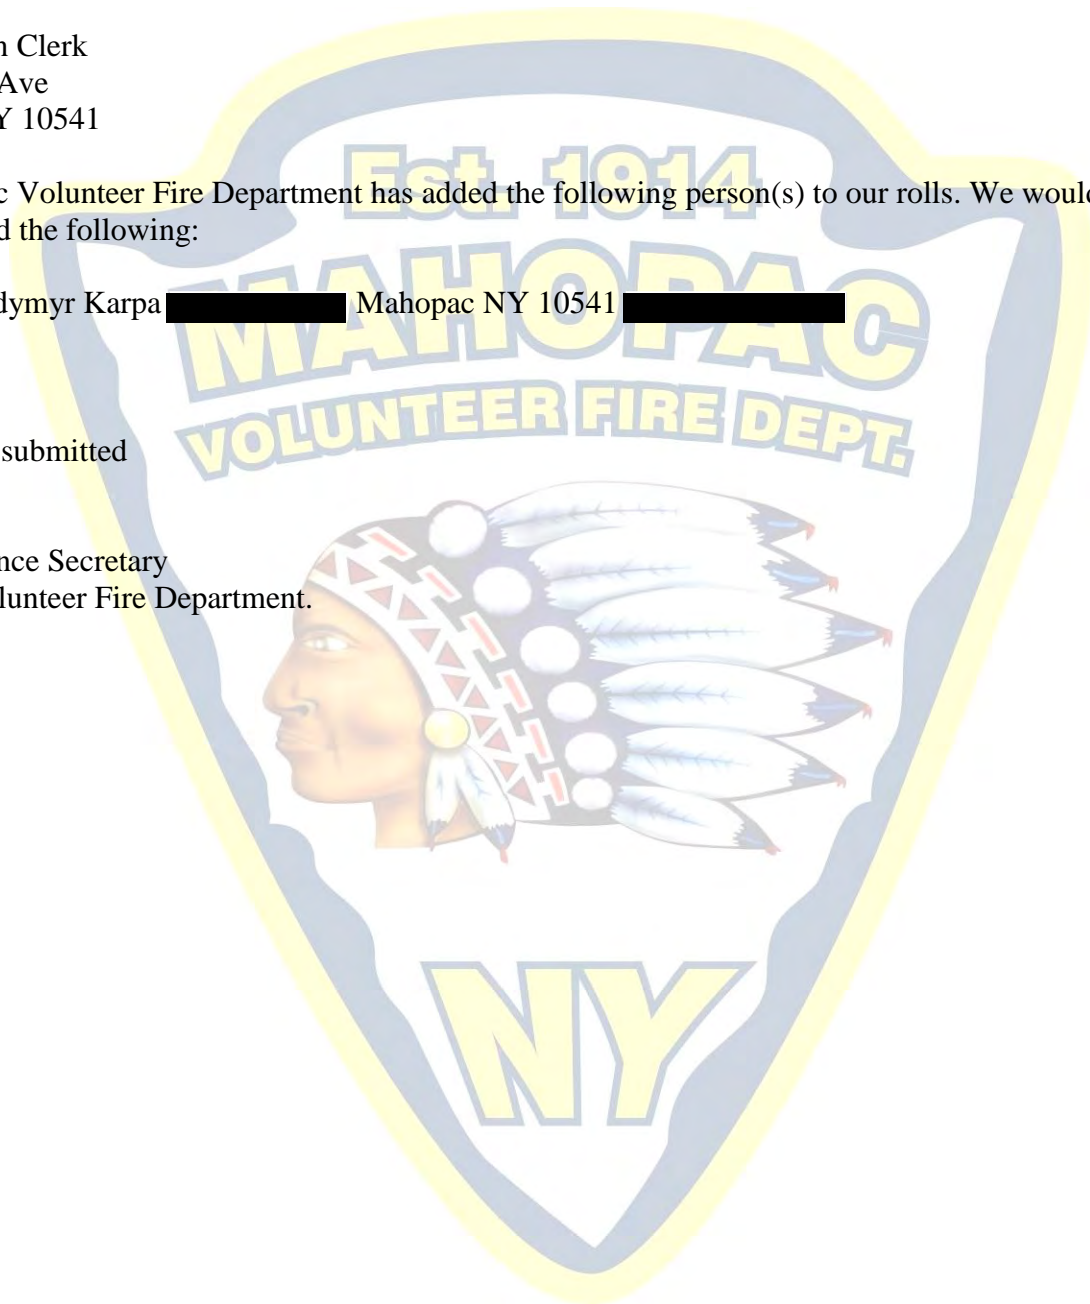 n Clerk
Ave
Y 10541
Est. 1914
c Volunteer Fire Department has added the following person(s) to our rolls. We would
d the following:
MAHOPAC
dymyr Karpa Mahopac NY 10541
VOLUNTEER FIRE DEPT.
submitted
nce Secretary
lunteer Fire Department.
NY